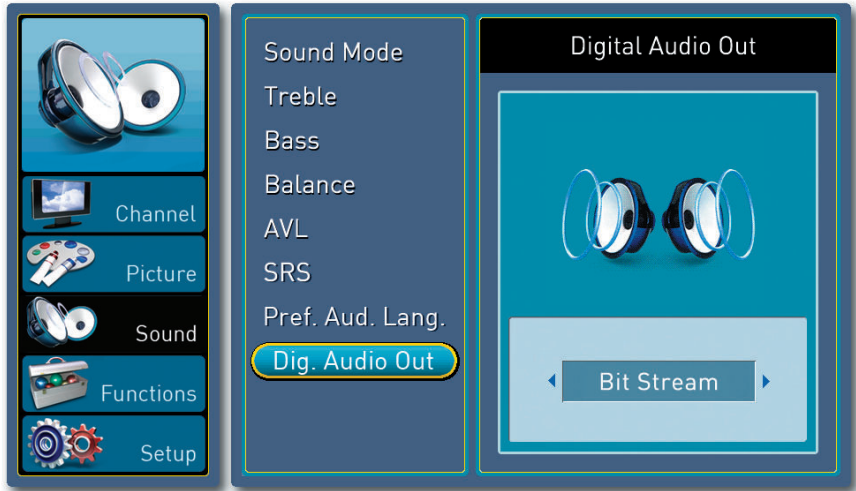 Channel
Picture
Sound
Functions
Setup
Sound Mode
Treble
Bass
Balance
AVL
SRS
Pref. Aud. Lang.
Dig. Audio Out
Digital Audio Out
Bit Stream